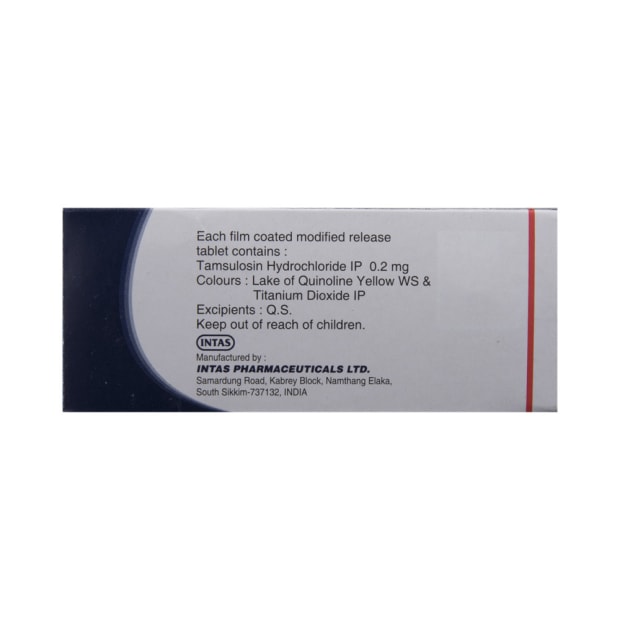 Each film coated modified release
tablet contains :
Tamsulosin Hydrochloride IP 0.2 mg
Colours : Lake of Quinoline Yellow WS &
Titanium Dioxide IP
Excipients : Q.S.
Keep out of reach of children.
INTAS
Manufactured by :
INTAS PHARMACEUTICALS LTD.
Samardung Road, Kabrey Block, Namthang Elaka,
South Sikkim-737132, INDIA